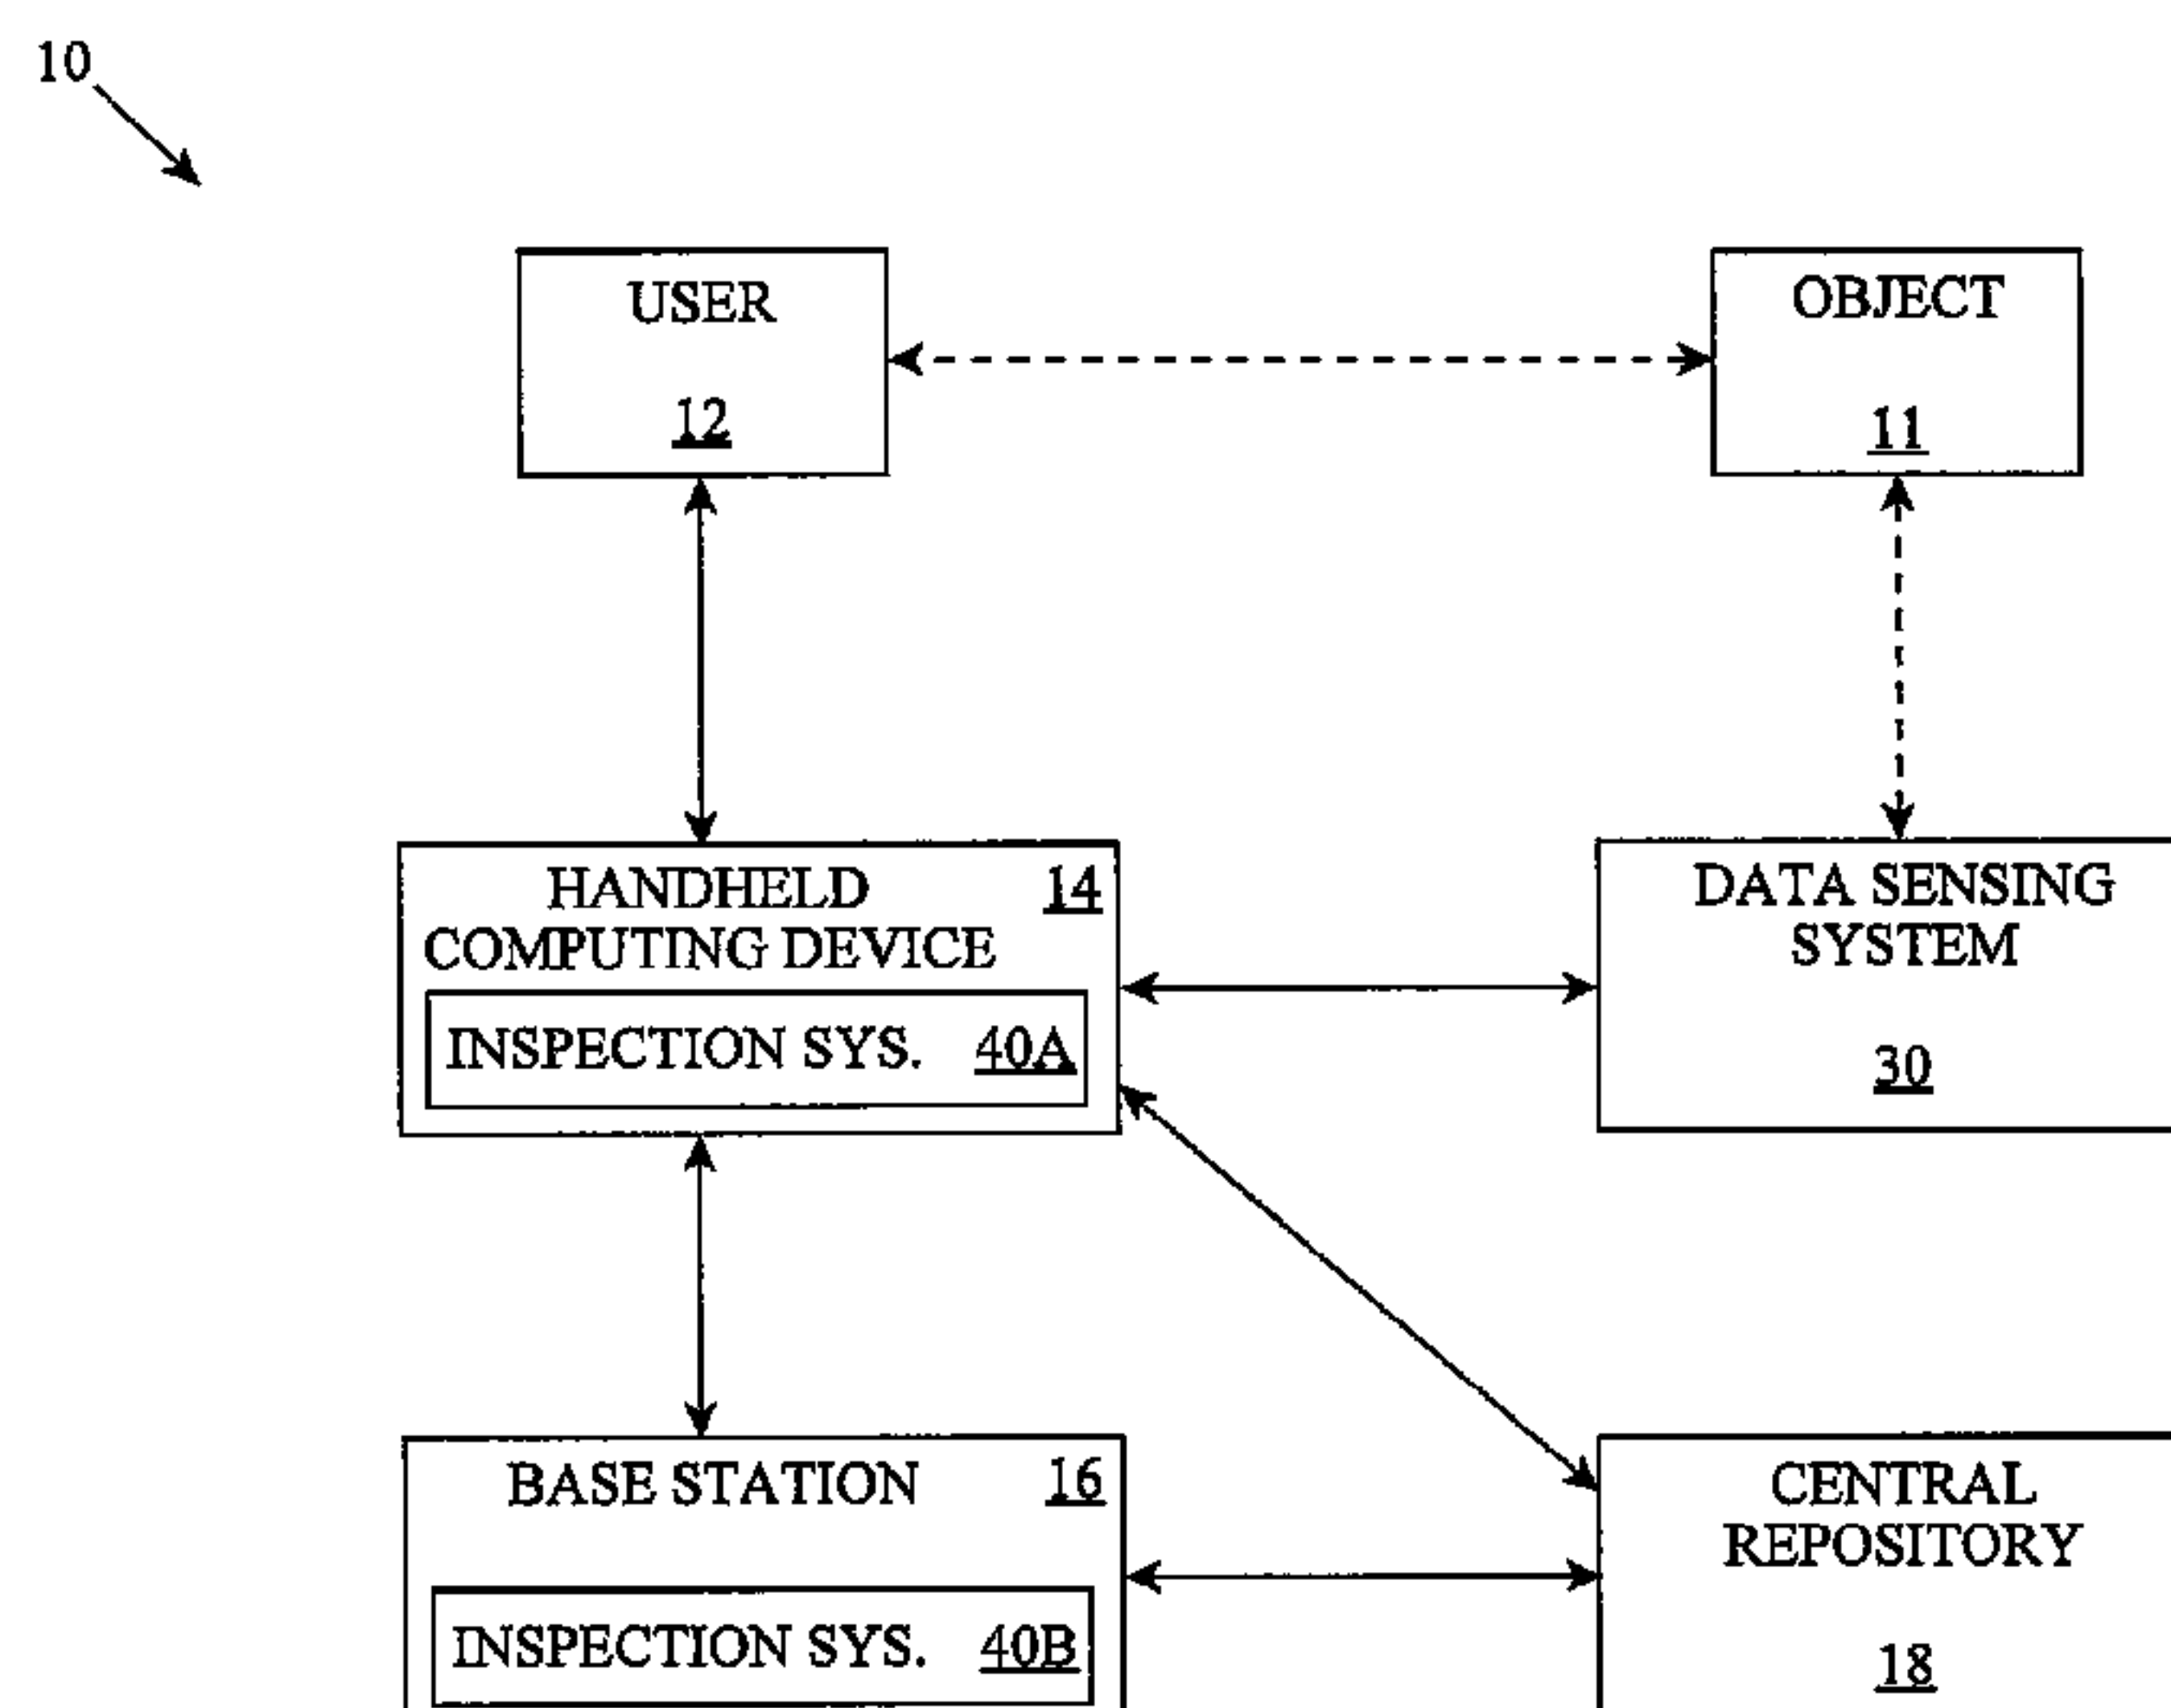 10
USER
12
OBJECT
11
HANDHELD
COMPUTING DEVICE
14
INSPECTION SYS. 40A
DATA SENSING
SYSTEM
30
BASE STATION 16
INSPECTION SYS. 40B
CENTRAL
REPOSITORY
18